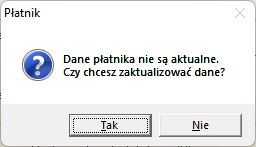 Płatnik
Dane płatnika nie są aktualne.
Czy chcesz zaktualizować dane?
Tak
Nie